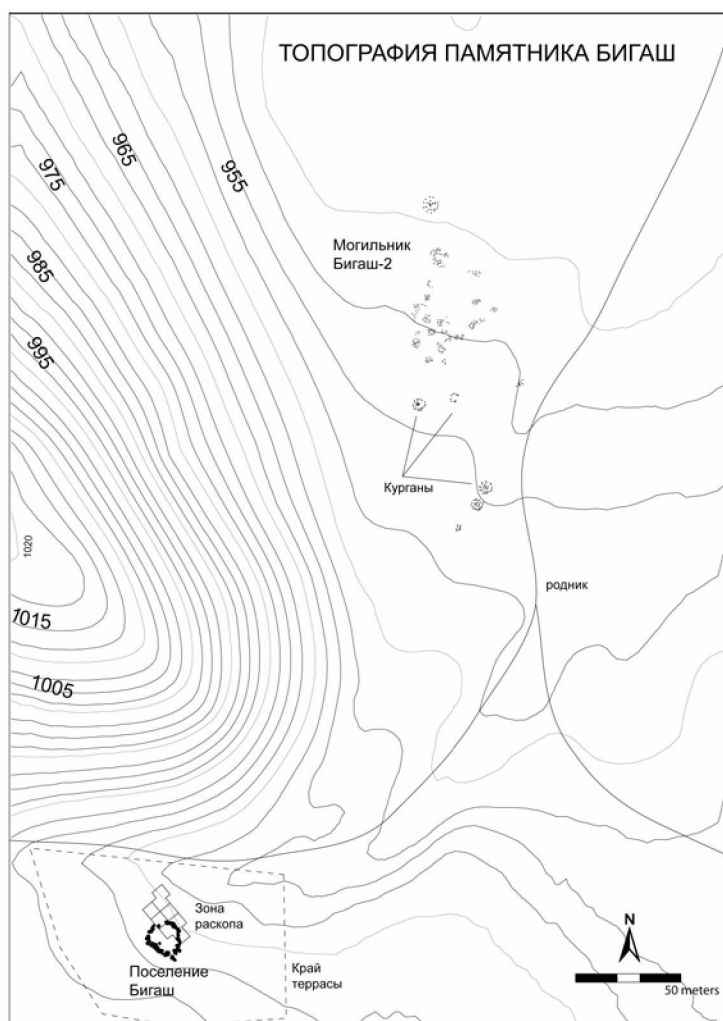 ТОПОГРАФИЯ ПАМЯТНИКА БИГАШ
965
955
975
Могильник
Бигаш-2
985
995
Курганы
1020
родник
1015
1005
Зона
раскопа
N
Поселение
Бигаш
Край
террасы
50 meters